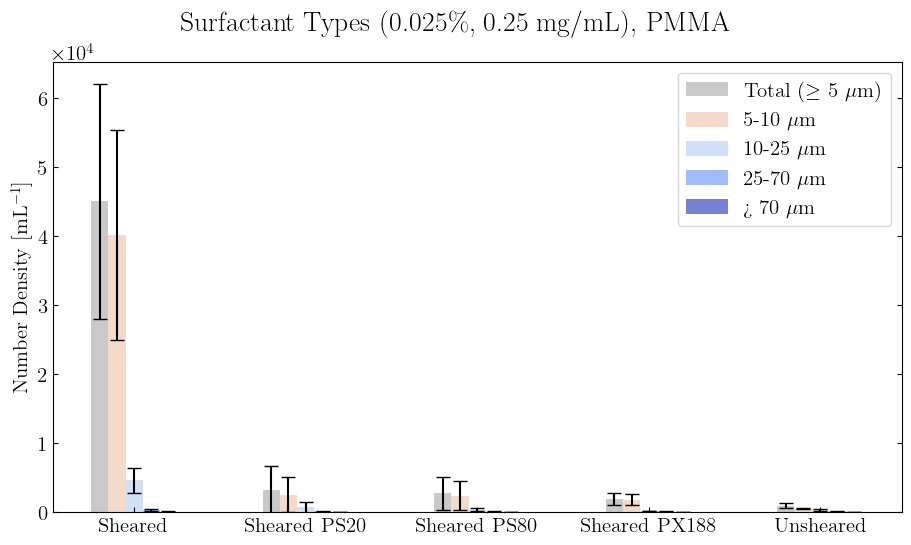 Surfactant Types (0.025%, 0.25 mg/mL), PMMA
×10⁴
6
5
4
3
2
1
0
Number Density [mL⁻¹]
Total (≥ 5 μm)
5-10 μm
10-25 μm
25-70 μm
¿ 70 μm
Sheared
Sheared PS20
Sheared PS80
Sheared PX188
Unsheared